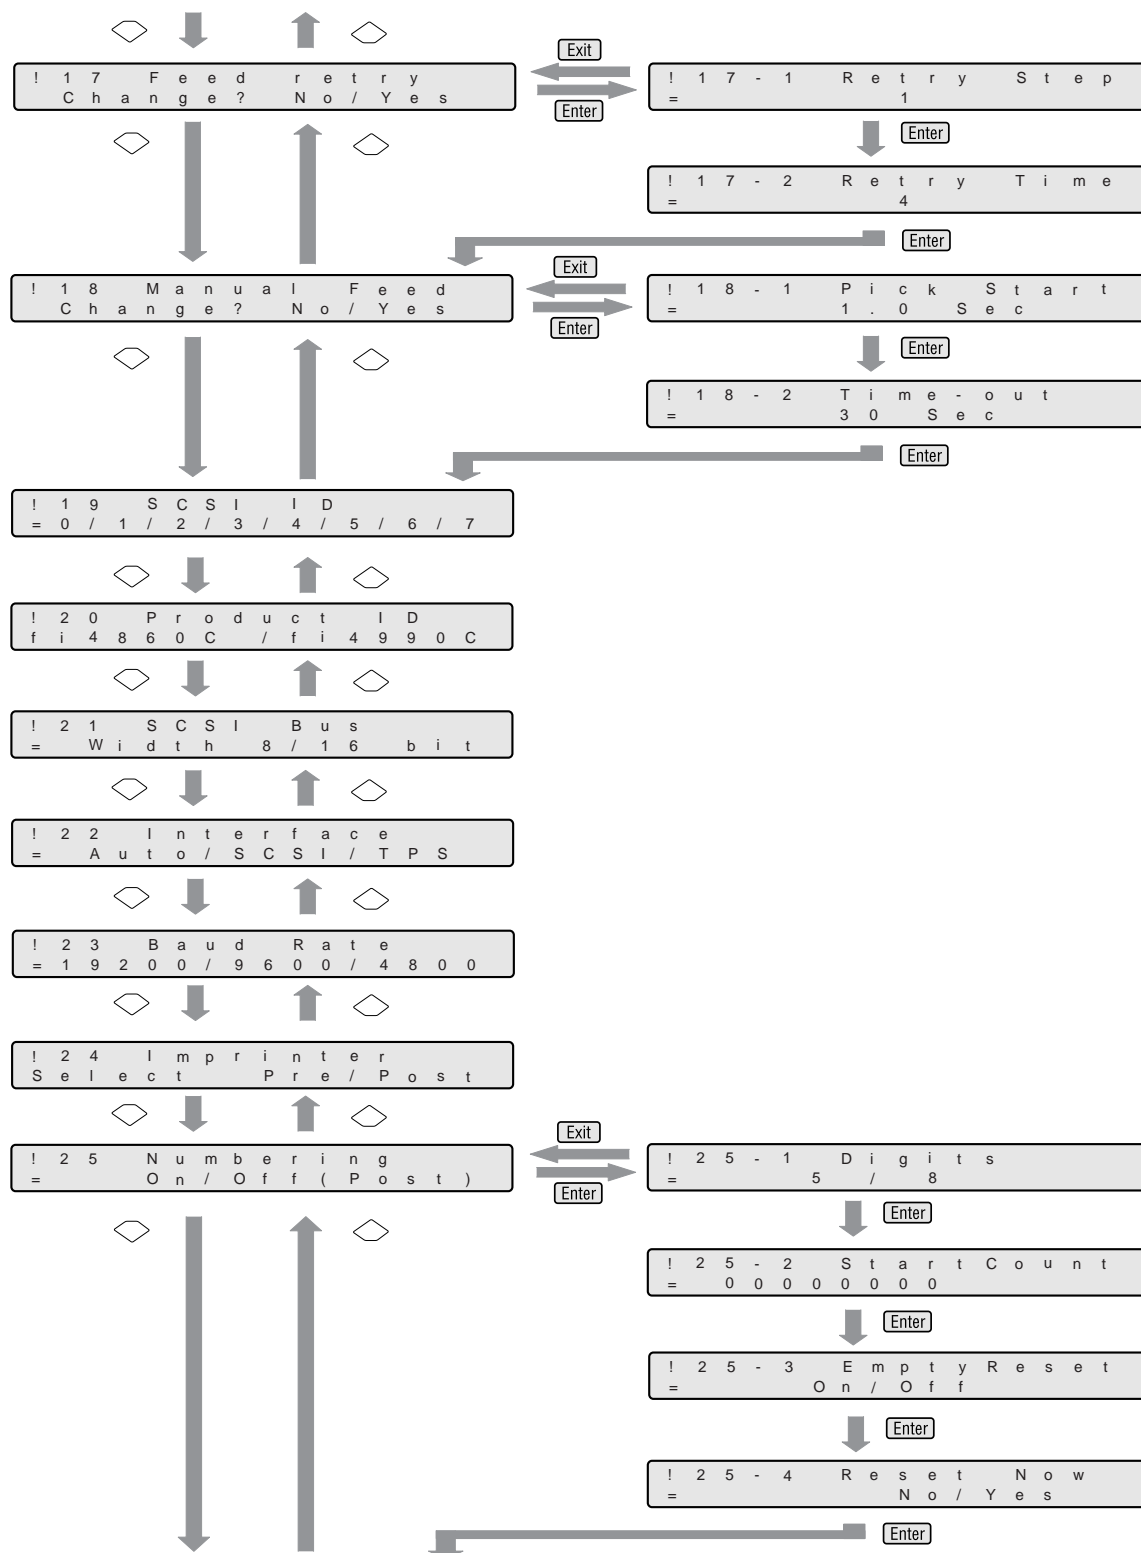 Exit
! 17 Feed retry
Change? No/Yes
Enter
! 17-1 Retry Step
= 1
Enter
! 17-2 Retry Time
= 4
Enter
Exit
! 18 Manual Feed
Change? No/Yes
Enter
! 18-1 Pick Start
= 1.0 Sec
Enter
! 18-2 Time-out
= 30 Sec
Enter
! 19 SCSI ID
=0/1/2/3/4/5/6/7
! 20 Product ID
fi4860C /fi4990C
! 21 SCSI Bus
= Width 8/16 bit
! 22 Interface
= Auto/SCSI/TPS
! 23 Baud Rate
=19200/9600/4800
! 24 Imprinter
Select Pre/Post
Exit
! 25 Numbering
= On/Off(Post)
Enter
! 25-1 Digits
= 5 / 8
Enter
! 25-2 StartCount
= 00000000
Enter
! 25-3 EmptyReset
= On/Off
Enter
! 25-4 Reset Now
= No/Yes
Enter